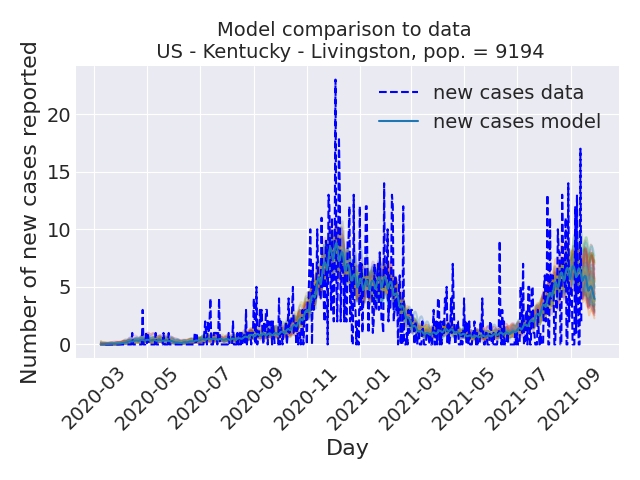 Model comparison to data
US - Kentucky - Livingston, pop. = 9194
Number of new cases reported
20
15
10
5
0
new cases data
new cases model
2020-03
2020-05
2020-07
2020-09
2020-11
2021-01
2021-03
2021-05
2021-07
2021-09
Day